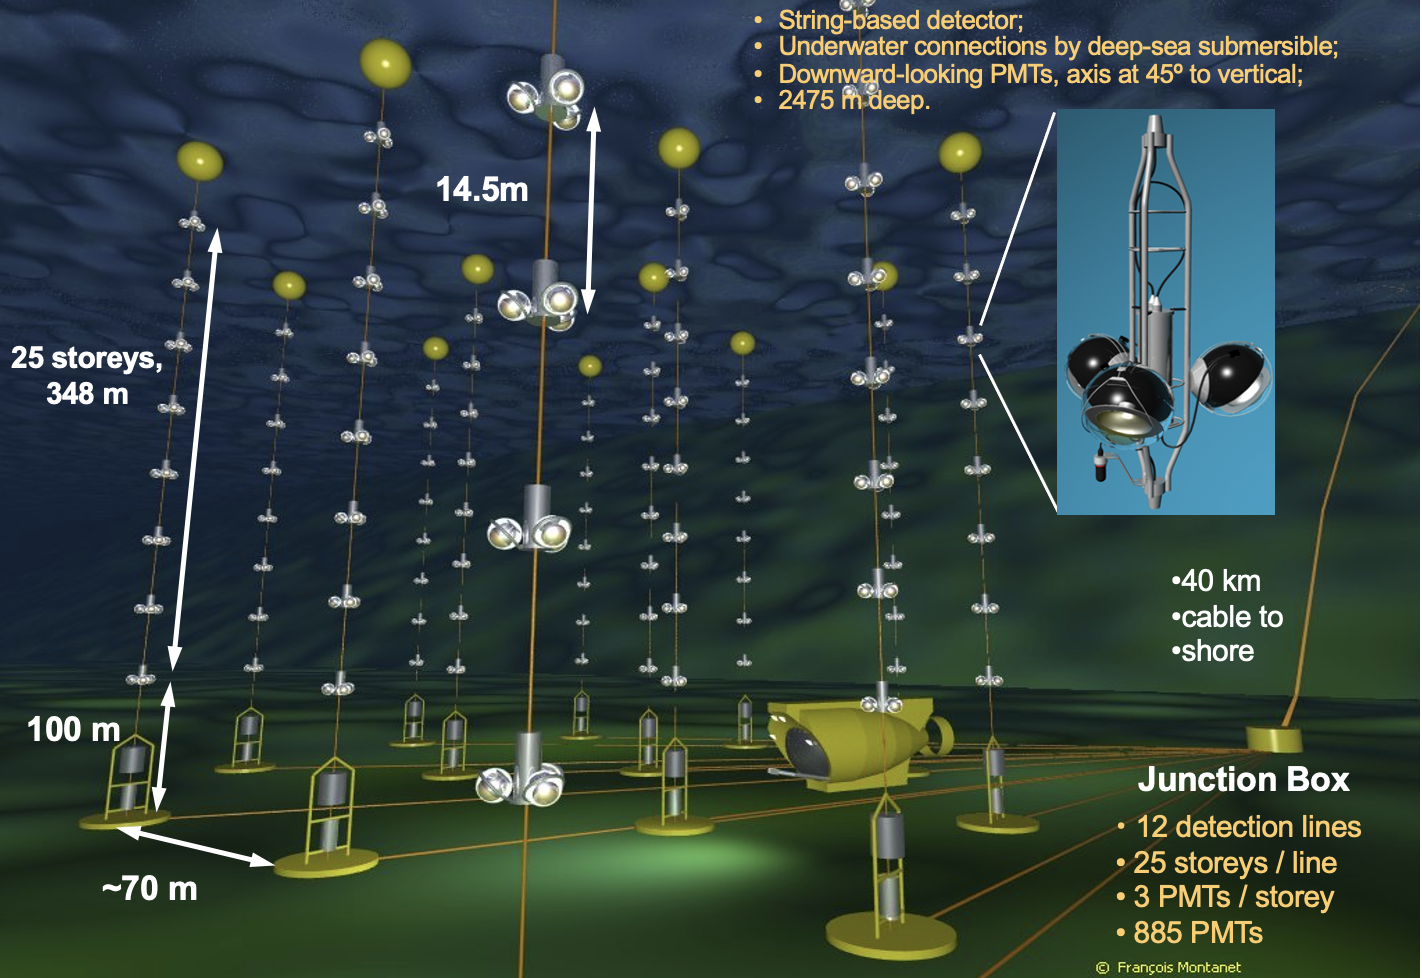 • String-based detector;
• Underwater connections by deep-sea submersible;
• Downward-looking PMTs, axis at 45º to vertical;
• 2475 m deep.
14.5m
25 storeys,
348 m
•40 km
•cable to
•shore
100 m
Junction Box
• 12 detection lines
• 25 storeys / line
• 3 PMTs / storey
• 885 PMTs
~70 m
© François Montanet